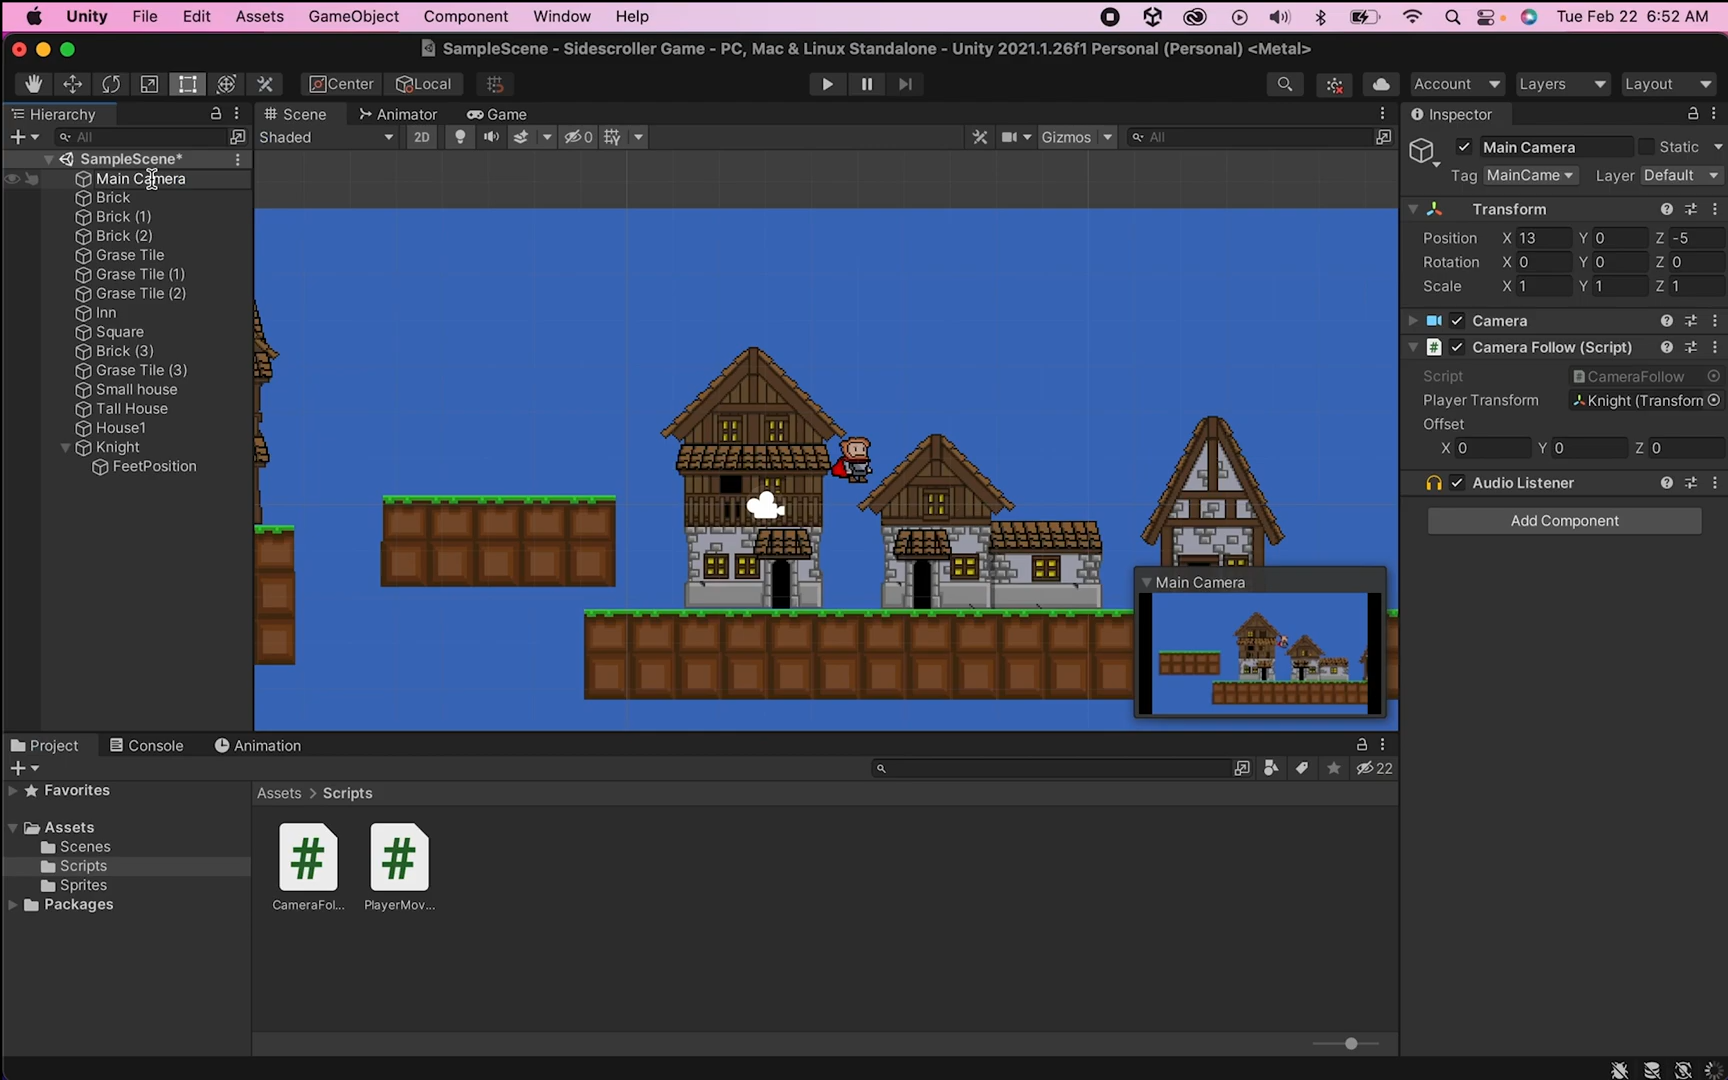 Unity File Edit Assets GameObject Component Window Help Tue Feb 22 6:52 AM
SampleScene - Sidescroller Game - PC, Mac & Linux Standalone - Unity 2021.1.26f1 Personal (Personal) <Metal>
Center Local Account Layers Layout
Hierarchy
All
SampleScene*
Main Camera
Brick
Brick (1)
Brick (2)
Grase Tile
Grase Tile (1)
Grase Tile (2)
Inn
Square
Brick (3)
Grase Tile (3)
Small house
Tall House
House1
Knight
FeetPosition
Scene Animator Game
Shaded 2D 0 Gizmos All
Main Camera
Inspector
Main Camera Static
Tag MainCame Layer Default
Transform
Position X 13 Y 0 Z -5
Rotation X 0 Y 0 Z 0
Scale X 1 Y 1 Z 1
Camera
# Camera Follow (Script)
Script CameraFollow
Player Transform Knight (Transforn
Offset
X 0 Y 0 Z 0
Audio Listener
Add Component
Project Console Animation
22
Favorites
Assets
Scenes
Scripts
Sprites
Packages
Assets > Scripts
# #
CameraFol... PlayerMov...